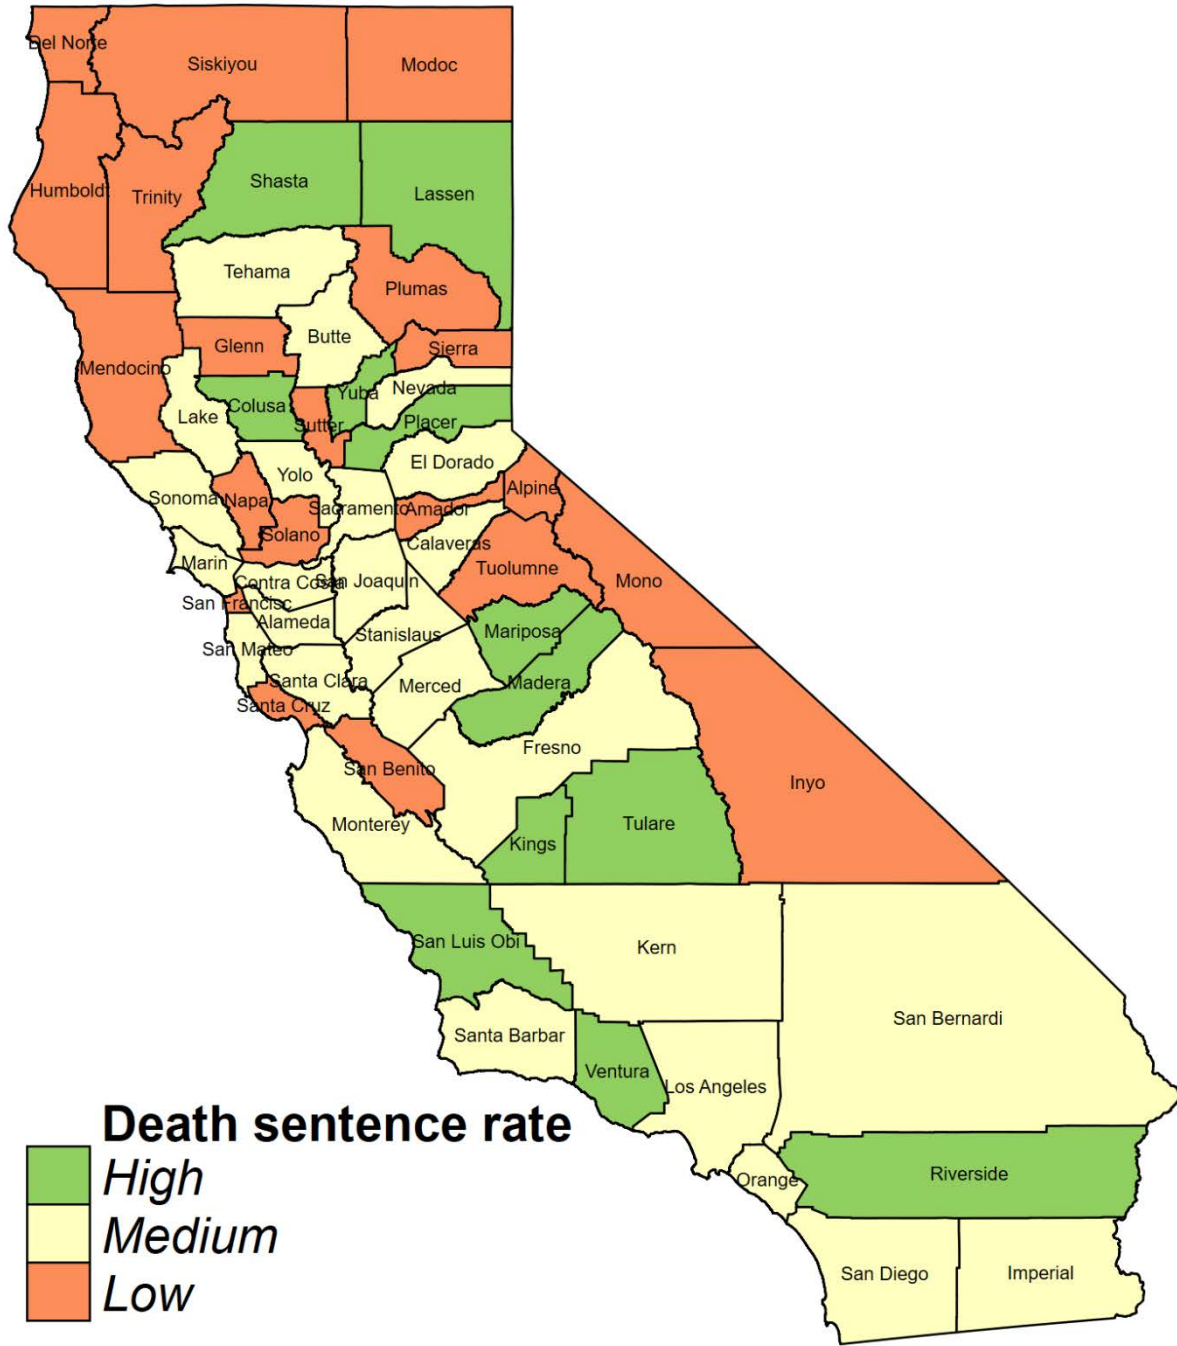 Del Norte
Siskiyou
Modoc
Humboldt
Trinity
Shasta
Lassen
Tehama
Plumas
Butte
Glenn
Sierra
Mendocino
Nevada
Yuba
Colusa
Lake
Placer
Sutter
El Dorado
Yolo
Alpine
Sonoma
Napa
Sacramento
Amador
Solano
Calaveras
Marin
Tuolumne
Contra Costa
San Joaquin
Mono
San Francisc
Alameda
Mariposa
Stanislaus
San Mateo
Santa Clara
Madera
Merced
Santa Cruz
Fresno
San Benito
Inyo
Monterey
Tulare
Kings
San Luis Obi
Kern
San Bernardi
Santa Barbar
Ventura
Los Angeles
Orange
Riverside
San Diego
Imperial
Death sentence rate
High
Medium
Low